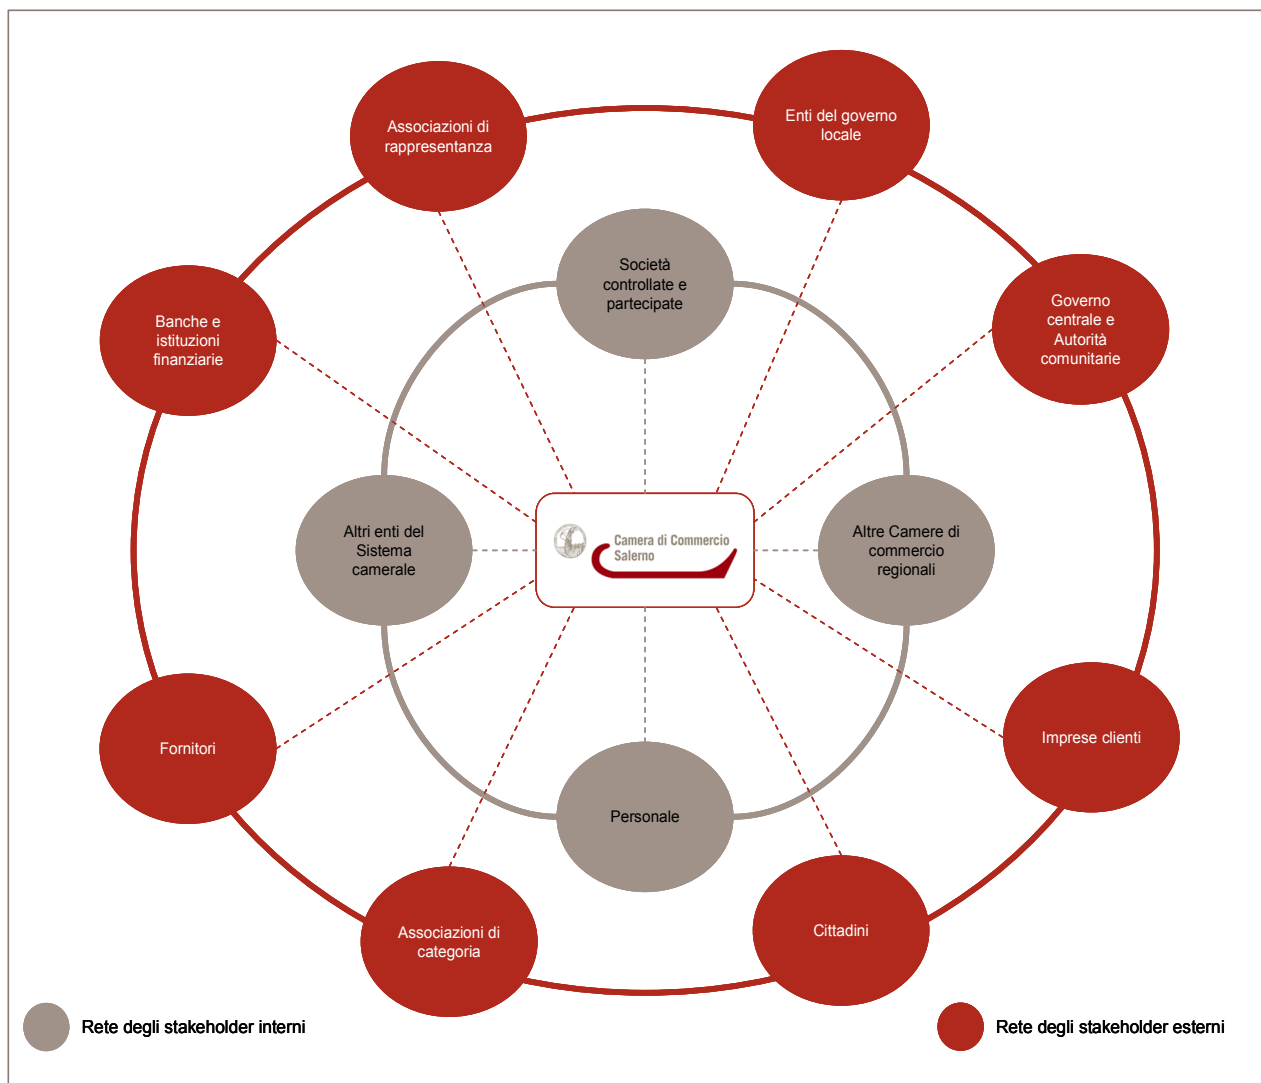 Associazioni di
rappresentanza
Enti del governo
locale
Società
controllate e
partecipate
Banche e
istituzioni
finanziarie
Governo
centrale e
Autorità
comunitarie
Altri enti del
Sistema
camerale
Camera di Commercio
Salerno
Altre Camere di
commercio
regionali
Fornitori
Imprese clienti
Personale
Associazioni di
categoria
Cittadini
Rete degli stakeholder interni
Rete degli stakeholder esterni